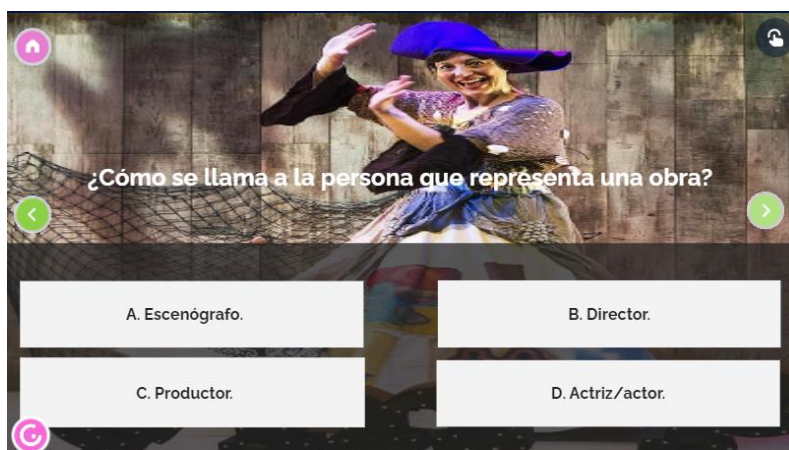 ¿Cómo se llama a la persona que representa una obra?
A. Escenógrafo.
B. Director.
C. Productor.
D. Actriz/actor.